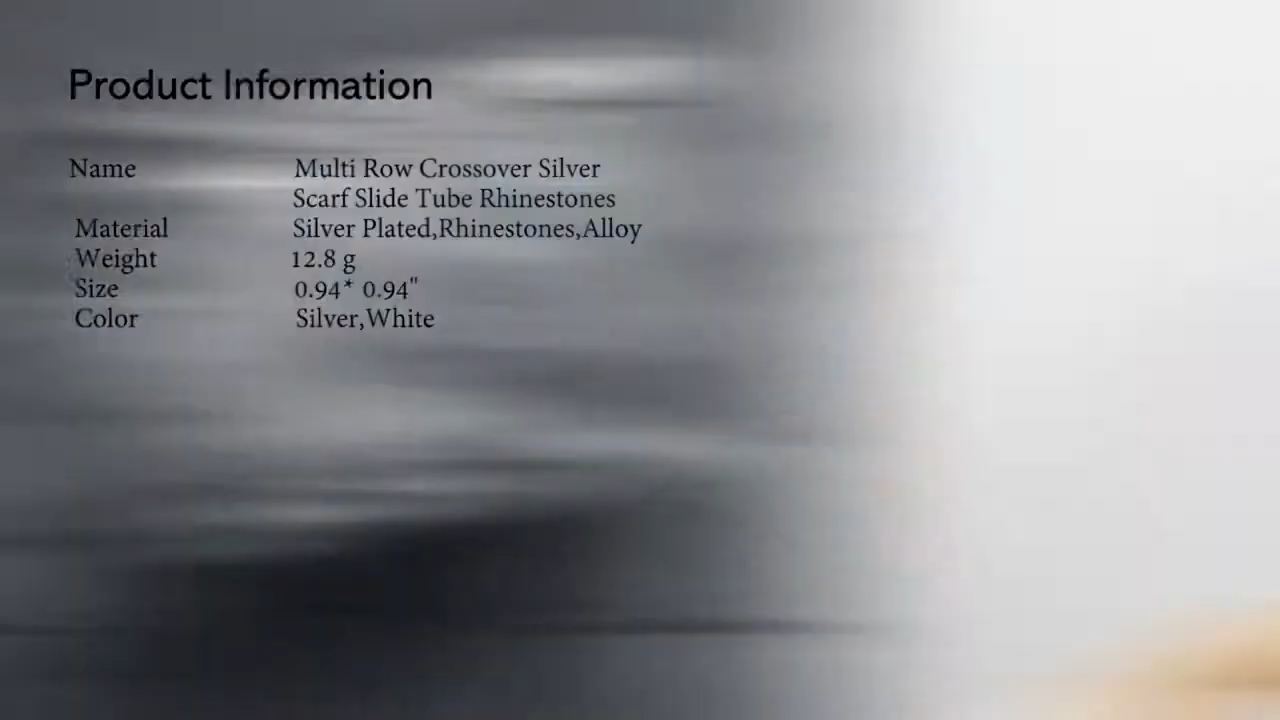 Product Information
Name Multi Row Crossover Silver
Scarf Slide Tube Rhinestones
Material Silver Plated,Rhinestones,Alloy
Weight 12.8 g
Size 0.94* 0.94"
Color Silver,White